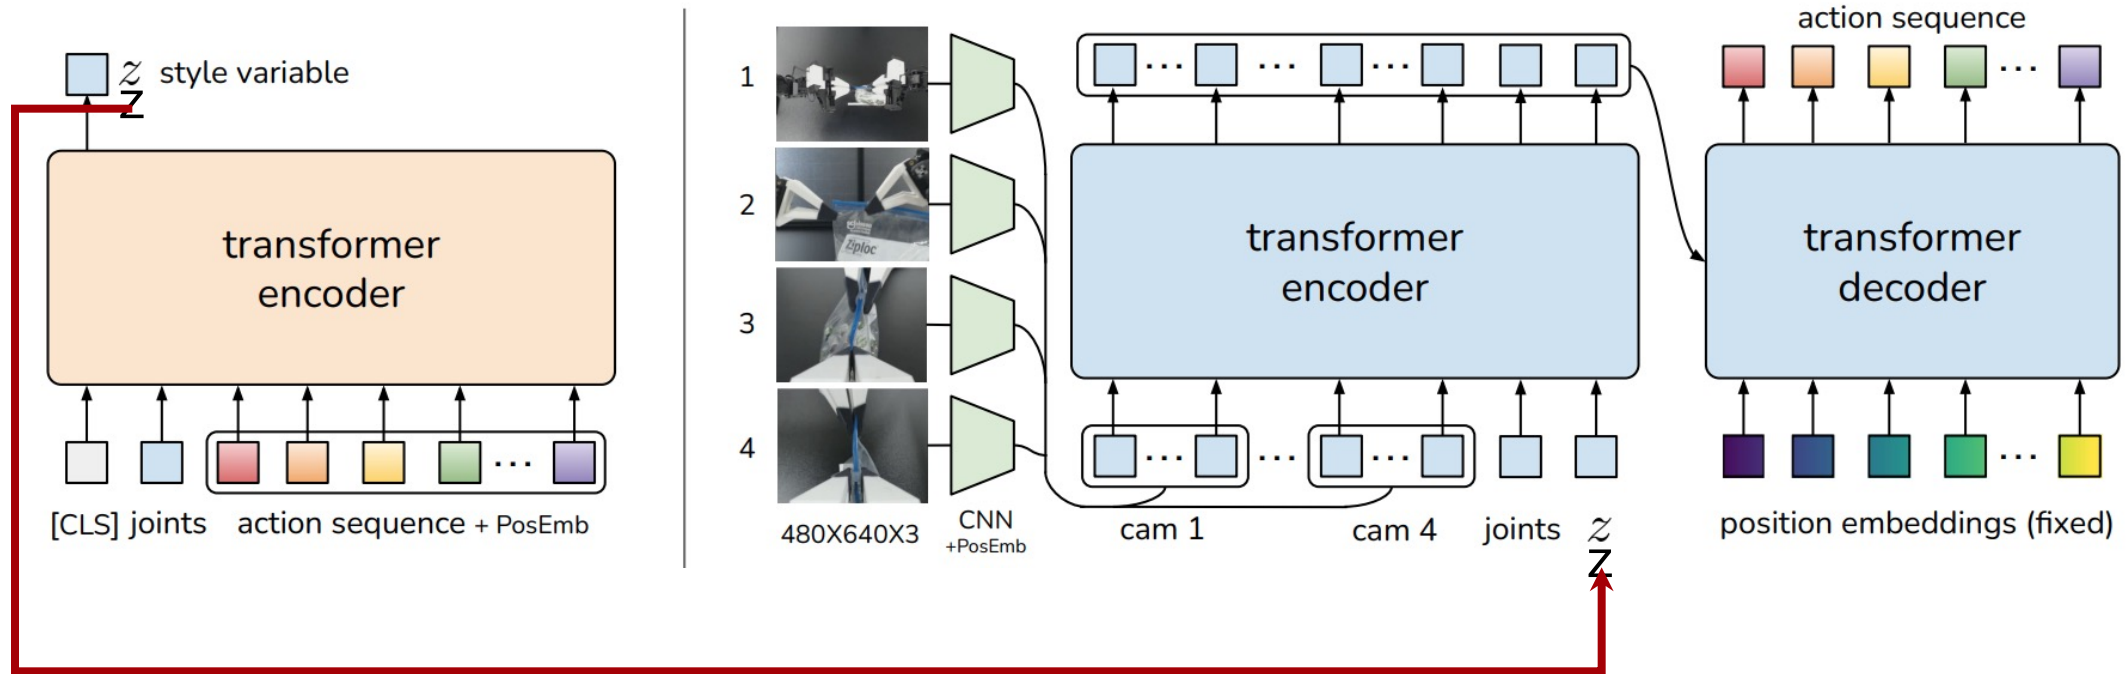 z style variable
Z
transformer
encoder
[CLS] joints action sequence + PosEmb
1
2
3
4
Ziploc
480X640X3
CNN
+PosEmb
transformer
encoder
cam 1 cam 4 joints z
Z
action sequence
transformer
decoder
position embeddings (fixed)